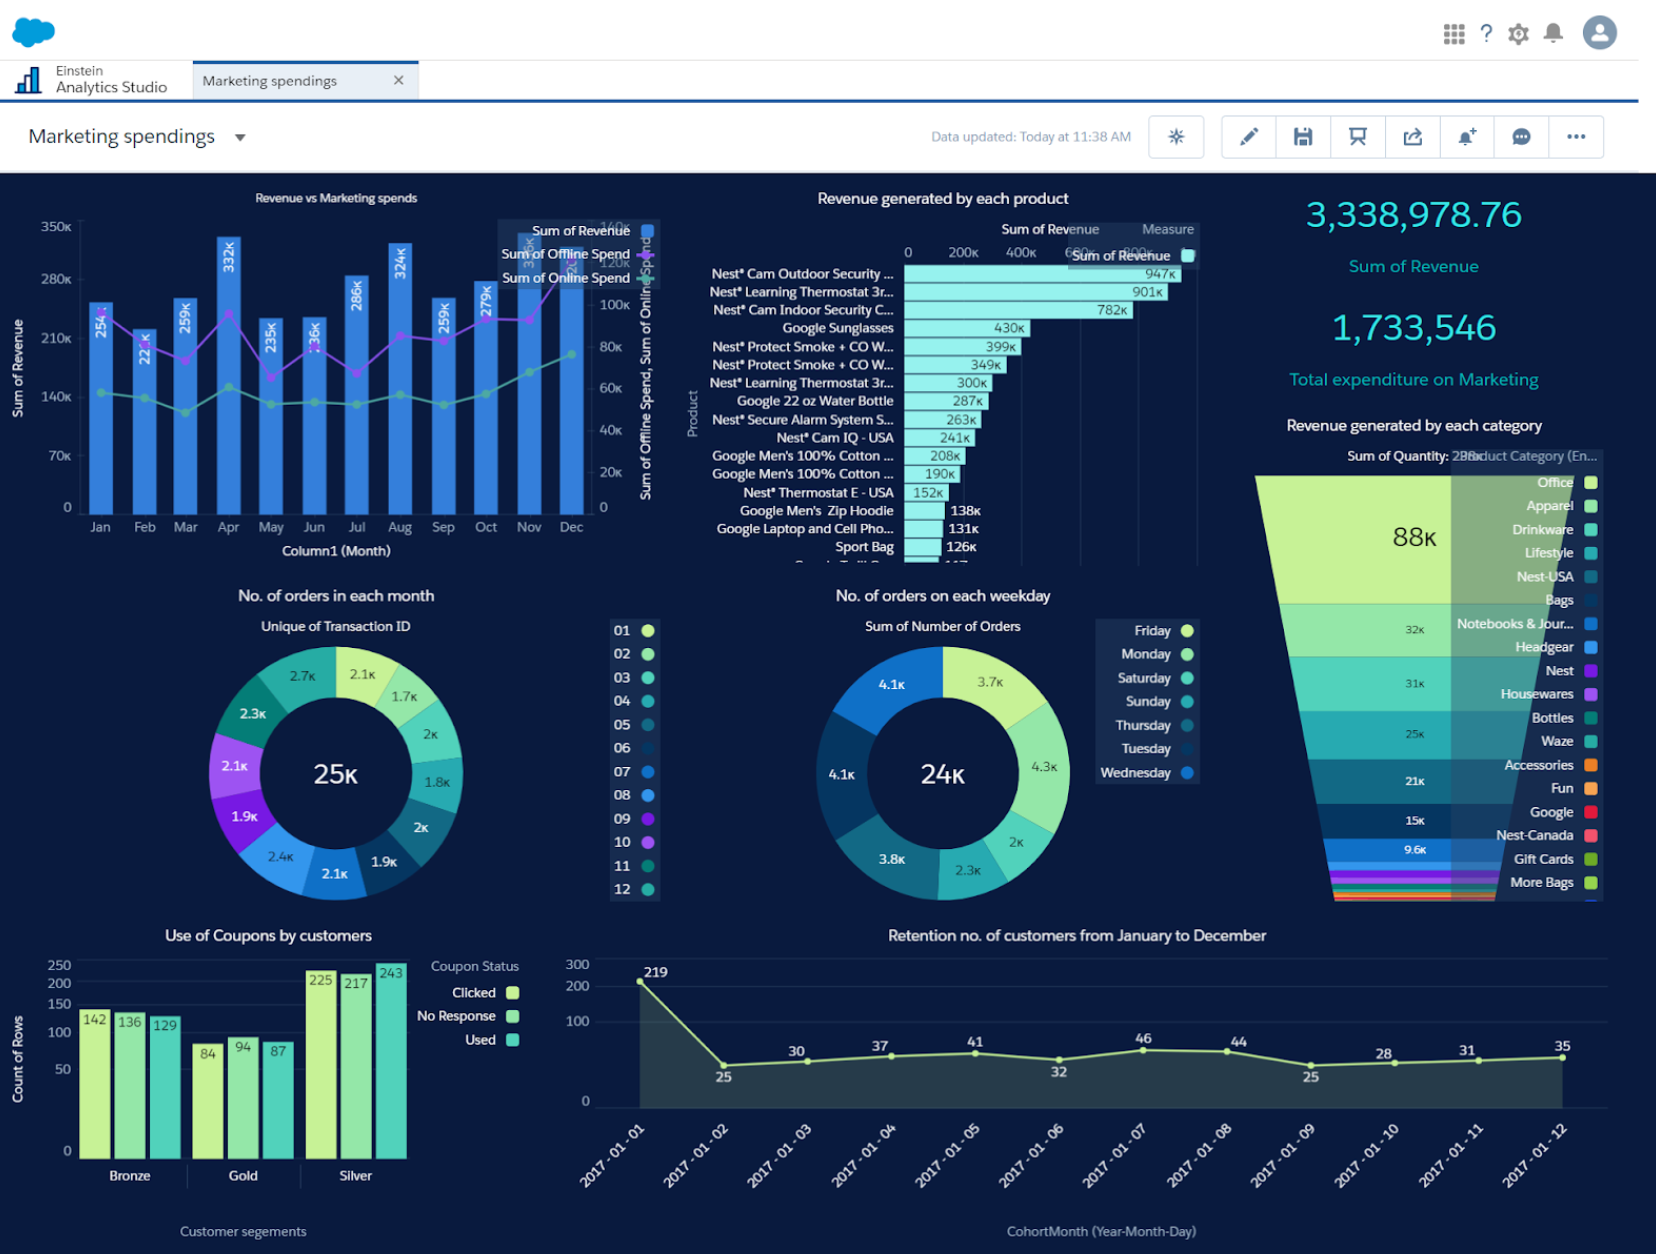 Einstein
Analytics Studio
Marketing spendings
Marketing spendings
Data updated: Today at 11:38 AM
Revenue vs Marketing spends
Sum of Revenue
Sum of Offline Spend
Sum of Online Spend
350K
280K
210K
140K
70K
0
140K
120K
100K
80K
60K
40K
20K
0
Sum of Revenue
Sum of Offline Spend, Sum of Online Spend
259K
332K
235K
286K
324K
259K
279K
Jan Feb Mar Apr May Jun Jul Aug Sep Oct Nov Dec
Column1 (Month)
Revenue generated by each product
Sum of Revenue
Measure
Sum of Revenue
0 200K 400K 600K 800K
Product
Nest® Cam Outdoor Security ... 947K
Nest® Learning Thermostat 3r... 901K
Nest® Cam Indoor Security C... 782K
Google Sunglasses 430K
Nest® Protect Smoke + CO W... 399K
Nest® Protect Smoke + CO W... 349K
Nest® Learning Thermostat 3r... 300K
Google 22 oz Water Bottle 287K
Nest® Secure Alarm System S... 263K
Nest® Cam IQ - USA 241K
Google Men's 100% Cotton ... 208K
Google Men's 100% Cotton ... 190K
Nest® Thermostat E - USA 152K
Google Men's Zip Hoodie 138K
Google Laptop and Cell Pho... 131K
Sport Bag 126K
3,338,978.76
Sum of Revenue
1,733,546
Total expenditure on Marketing
Revenue generated by each category
Sum of Quantity:
Product Category (En...
88K
32K
31K
25K
21K
15K
9.6K
Office
Apparel
Drinkware
Lifestyle
Nest-USA
Bags
Notebooks & Jour...
Headgear
Nest
Housewares
Bottles
Waze
Accessories
Fun
Google
Nest-Canada
Gift Cards
More Bags
No. of orders in each month
Unique of Transaction ID
2.1K
1.7K
2K
1.8K
2K
1.9K
2.1K
2.4K
1.9K
2.1K
2.3K
2.7K
25K
01
02
03
04
05
06
07
08
09
10
11
12
No. of orders on each weekday
Sum of Number of Orders
3.7K
4.3K
2K
2.3K
3.8K
4.1K
4.1K
24K
Friday
Monday
Saturday
Sunday
Thursday
Tuesday
Wednesday
Use of Coupons by customers
Count of Rows
250
200
150
100
50
0
142 136 129
84 94 87
225 217 243
Bronze Gold Silver
Customer segements
Coupon Status
Clicked
No Response
Used
Retention no. of customers from January to December
300
200
100
0
219 25 30 37 41 32 46 44 25 28 31 35
2017 - 01 - 01
2017 - 01 - 02
2017 - 01 - 03
2017 - 01 - 04
2017 - 01 - 05
2017 - 01 - 06
2017 - 01 - 07
2017 - 01 - 08
2017 - 01 - 09
2017 - 01 - 10
2017 - 01 - 11
2017 - 01 - 12
CohortMonth (Year-Month-Day)